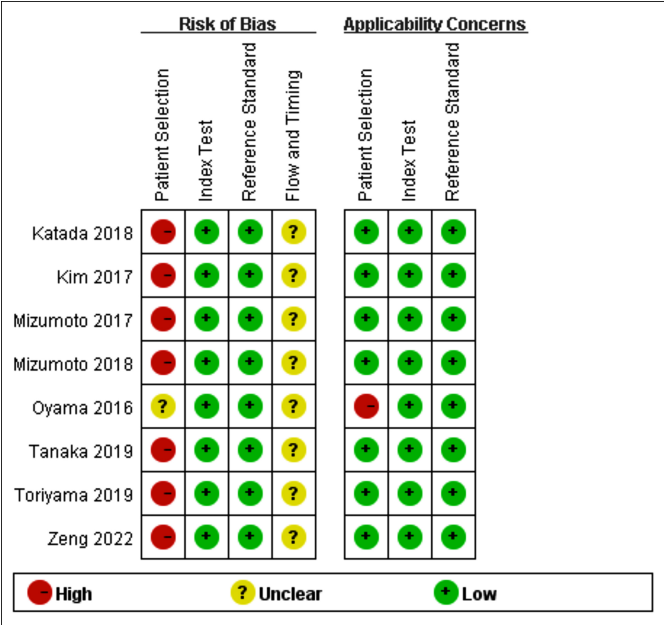 Risk of Bias Applicability Concerns
Patient Selection
Index Test
Reference Standard
Flow and Timing
Patient Selection
Index Test
Reference Standard
Katada 2018 - + + ? + + +
Kim 2017 - + + ? + + +
Mizumoto 2017 - + + ? + + +
Mizumoto 2018 - + + ? + + +
Oyama 2016 ? + + ? - + +
Tanaka 2019 - + + ? + + +
Toriyama 2019 - + + ? + + +
Zeng 2022 - + + ? + + +
- High ? Unclear + Low